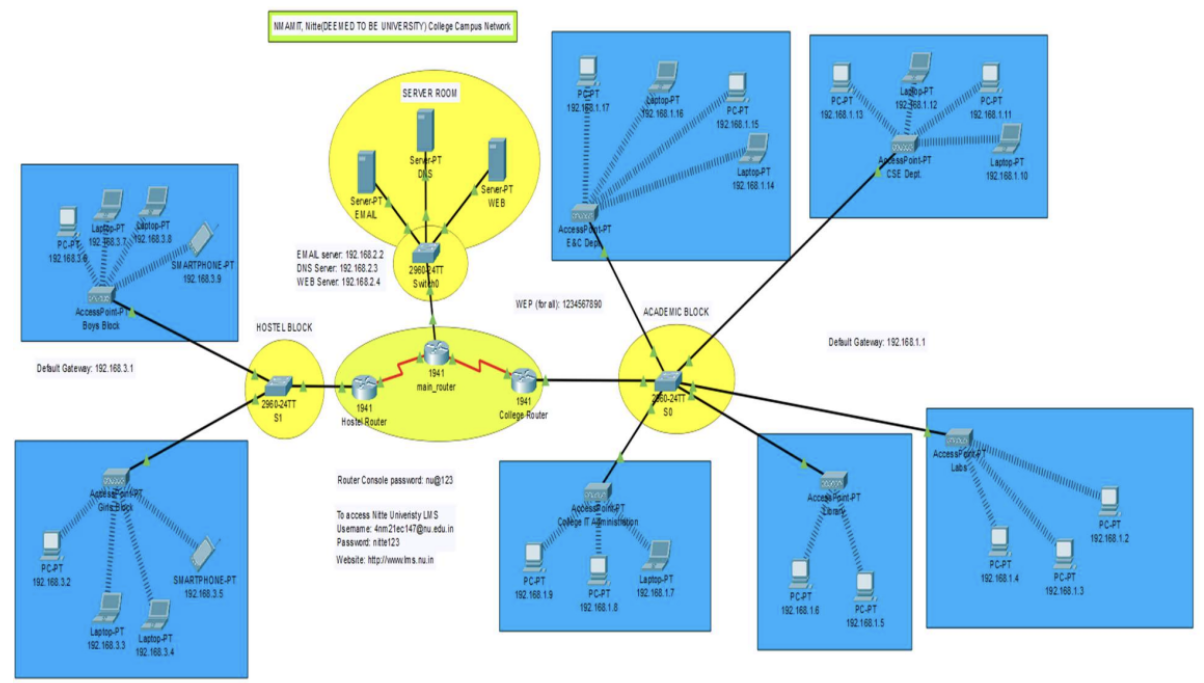 NMAMIT, Nitte(DEEMED TO BE UNIVERSITY) College Campus Network
SERVER ROOM
Server-PT
DNS
Server-PT
EMAIL
Server-PT
WEB
2960-24TT
Switch0
EMAIL server: 192.168.2.2
DNS Server: 192.168.2.3
WEB Server: 192.168.2.4
PC-PT
192.168.1.17
Laptop-PT
192.168.1.16
PC-PT
192.168.1.15
Laptop-PT
192.168.1.14
AccessPoint-PT
E&C Dept.
PC-PT
192.168.1.13
Laptop-PT
192.168.1.12
PC-PT
192.168.1.11
Laptop-PT
192.168.1.10
AccessPoint-PT
CSE Dept.
PC-PT
192.168.3.6
Laptop-PT
192.168.3.7
Laptop-PT
192.168.3.8
SMARTPHONE-PT
192.168.3.9
AccessPoint-PT
Boys Block
Default Gateway: 192.168.3.1
HOSTEL BLOCK
2960-24TT
S1
1941
Hostel Router
1941
main_router
1941
College Router
WEP (for all): 1234567890
ACADEMIC BLOCK
2960-24TT
S0
Default Gateway: 192.168.1.1
AccessPoint-PT
Girls Block
PC-PT
192.168.3.2
Laptop-PT
192.168.3.3
Laptop-PT
192.168.3.4
SMARTPHONE-PT
192.168.3.5
Router Console password: nu@123
To access Nitte Univeristy LMS
Username: 4nm21ec147@nu.edu.in
Password: nitte123
Website: http://www.lms.nu.in
AccessPoint-PT
College IT Administration
PC-PT
192.168.1.9
PC-PT
192.168.1.8
Laptop-PT
192.168.1.7
AccessPoint-PT
Library
PC-PT
192.168.1.6
PC-PT
192.168.1.5
AccessPoint-PT
Labs
PC-PT
192.168.1.4
PC-PT
192.168.1.3
PC-PT
192.168.1.2